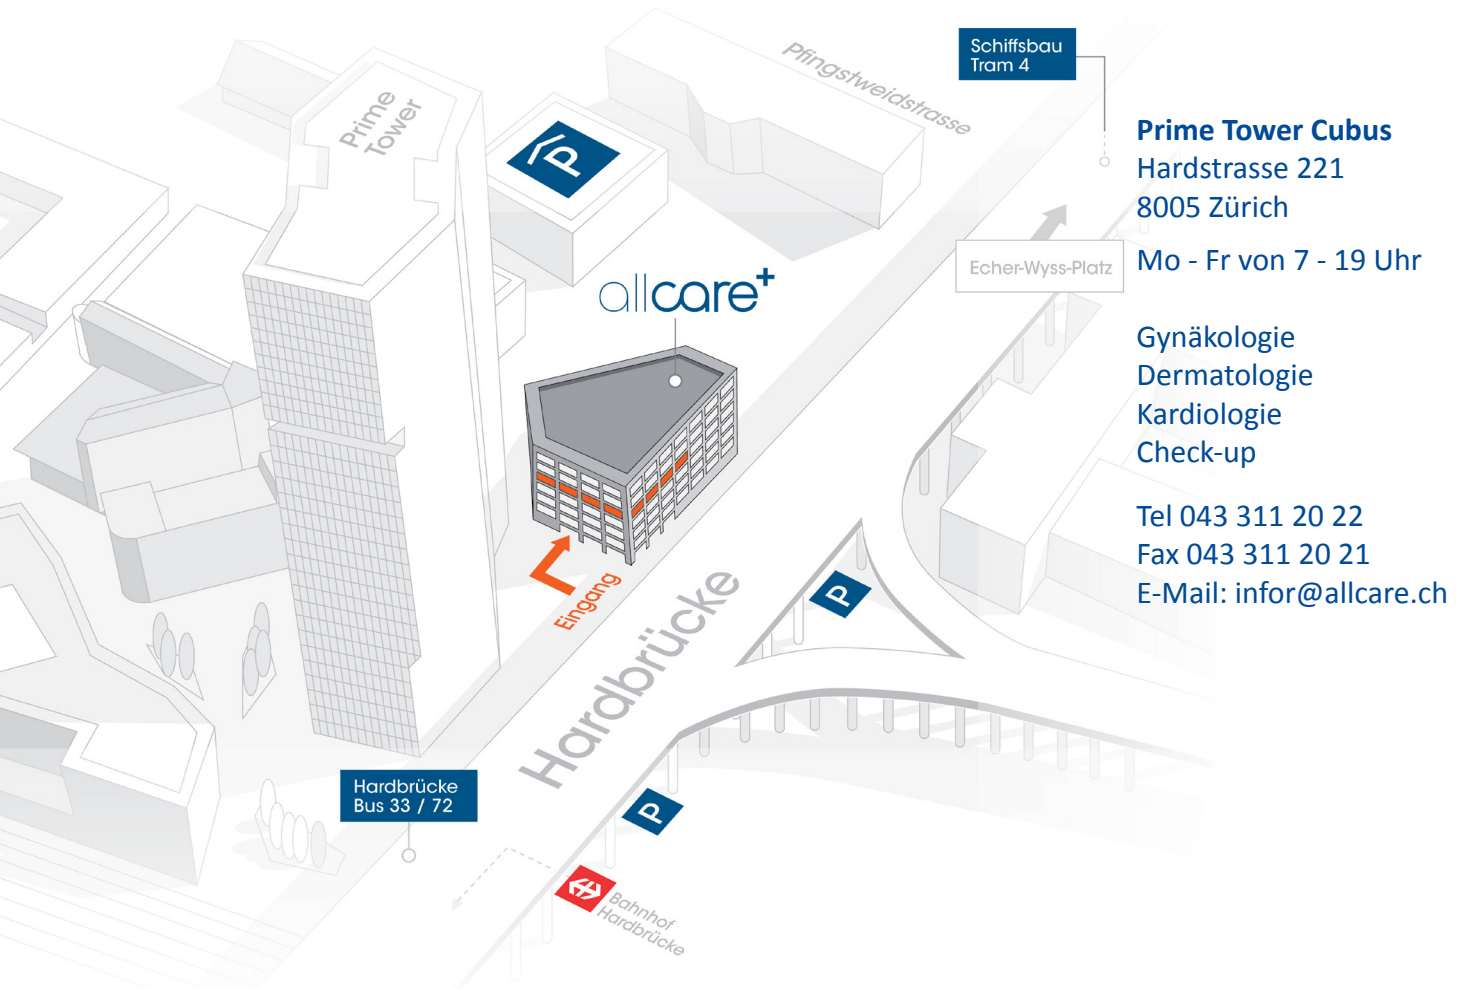 Schiffsbau
Tram 4
Pfingstweidstrasse
Prime
Tower
P
Prime Tower Cubus
Hardstrasse 221
8005 Zürich
Mo - Fr von 7 - 19 Uhr
Echer-Wyss-Platz
allcare+
Gynäkologie
Dermatologie
Kardiologie
Check-up
Tel 043 311 20 22
Fax 043 311 20 21
E-Mail: infor@allcare.ch
Eingang
P
Hardbrücke
Hardbrücke
Bus 33 / 72
P
Bahnhof
Hardbrücke